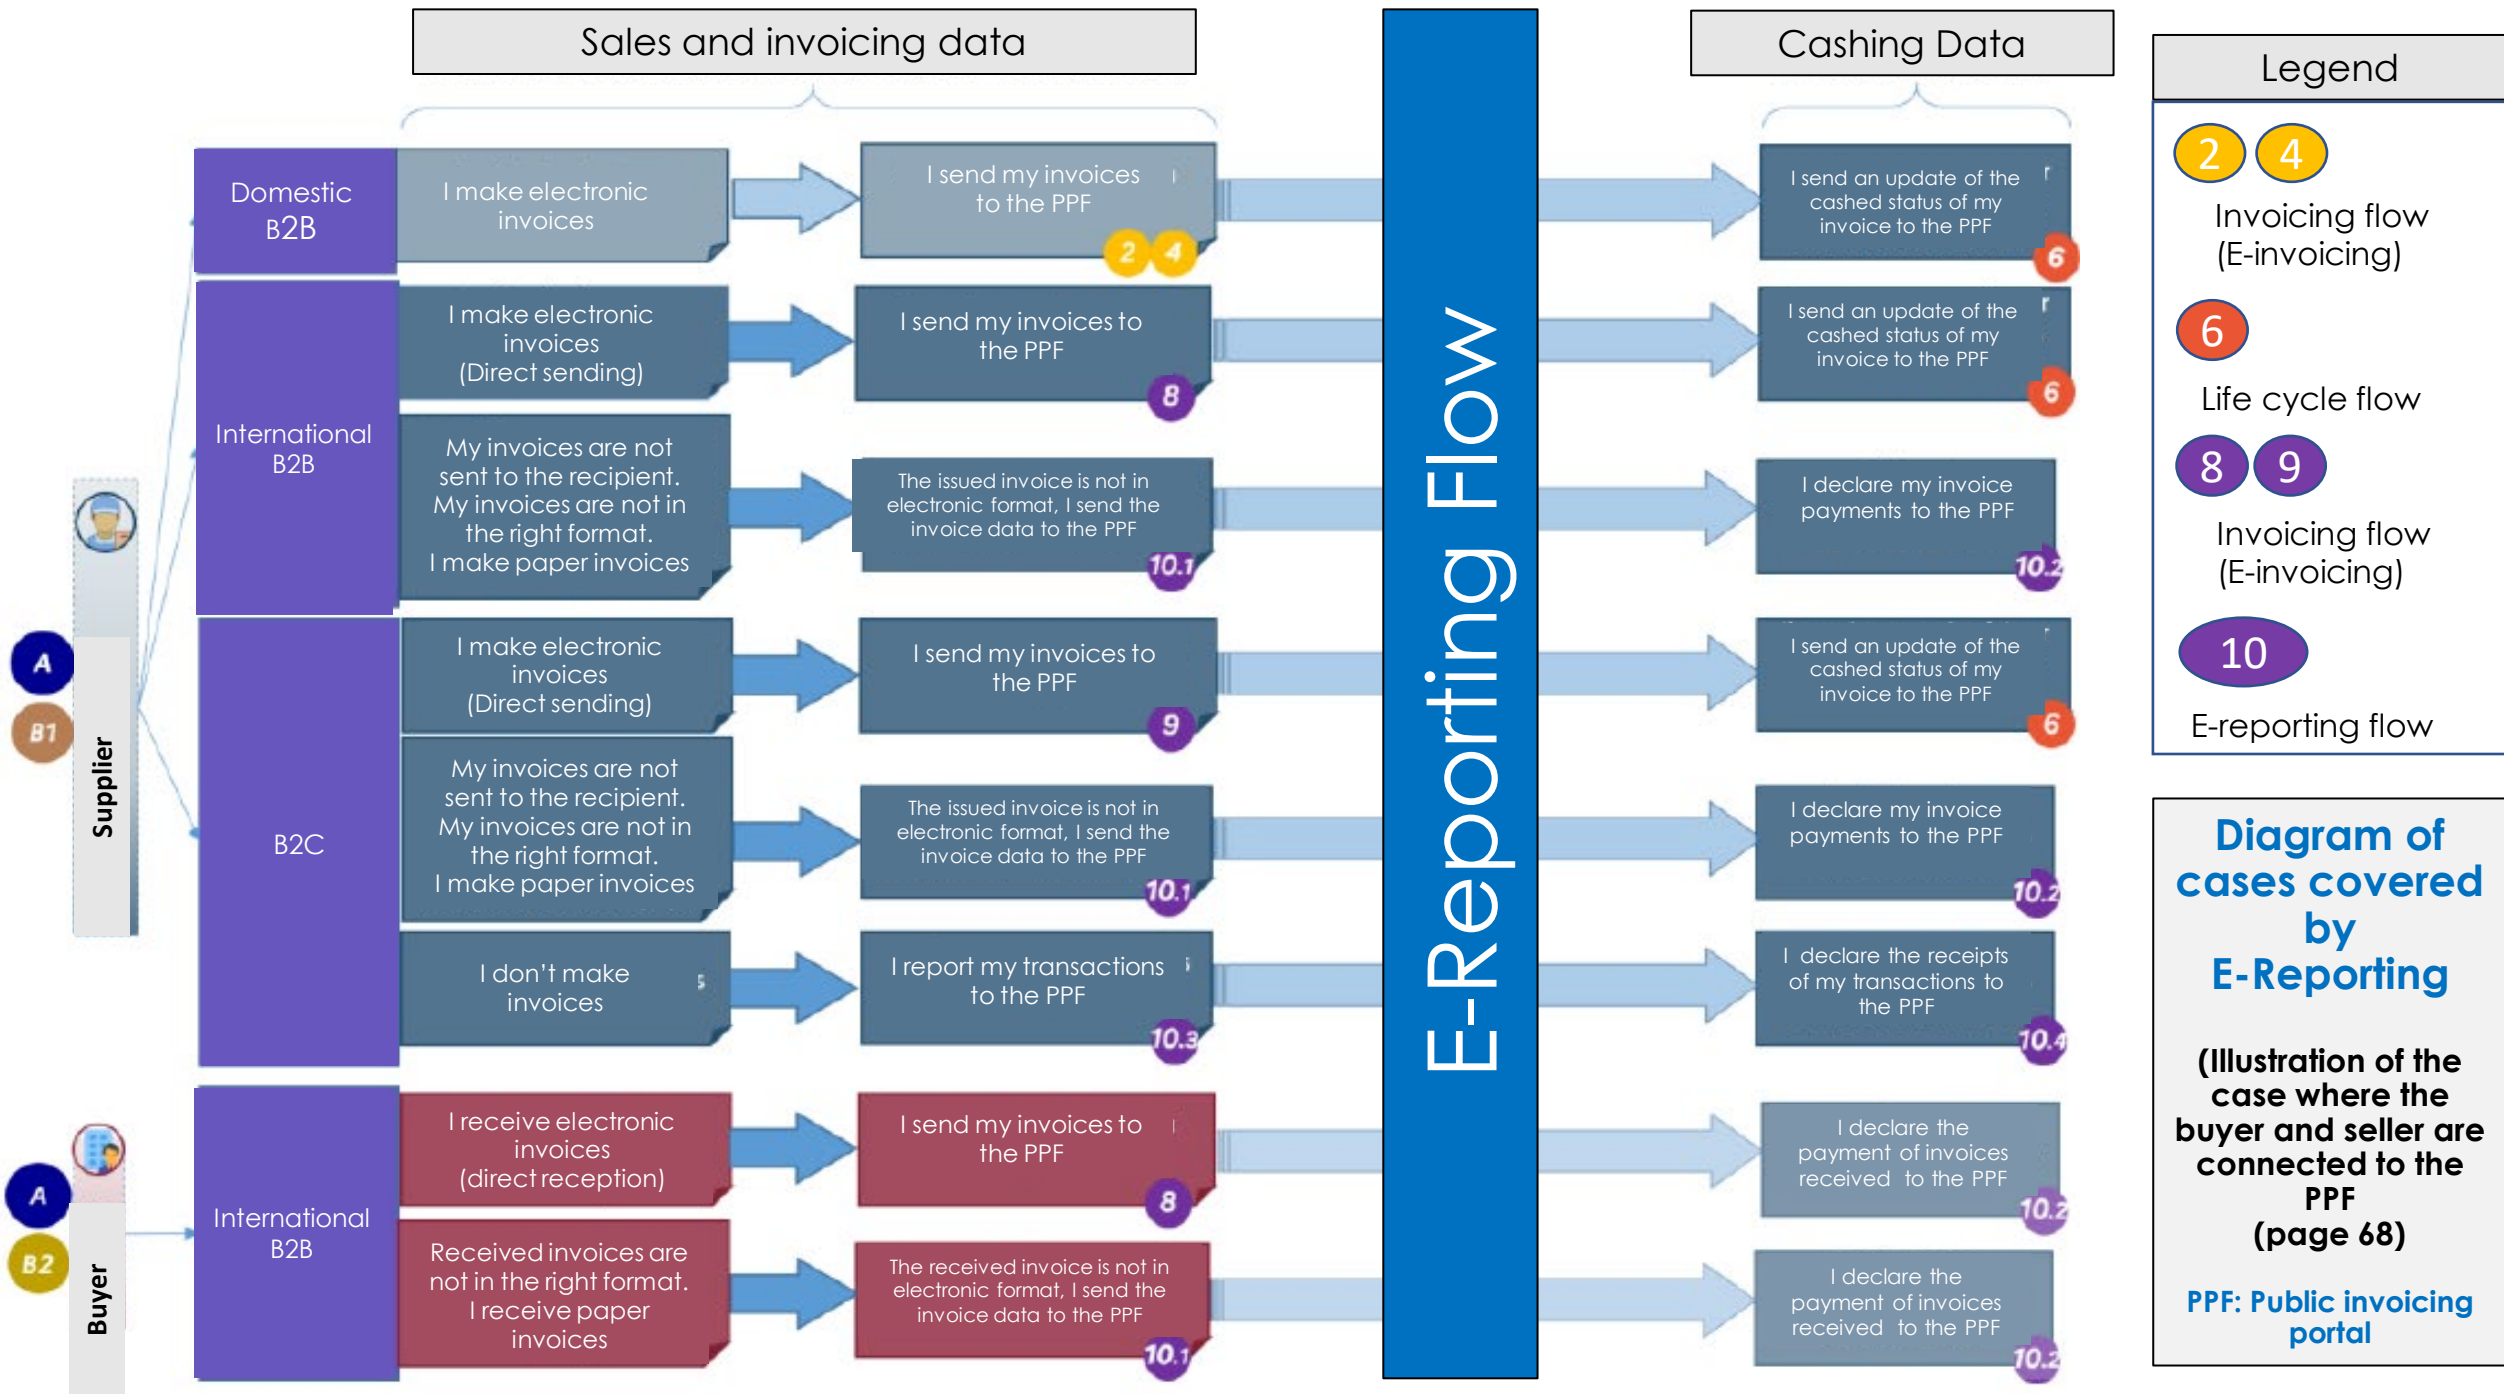 Sales and invoicing data
Cashing Data
Legend
Domestic
B2B
I make electronic
invoices
I send my invoices
to the PPF
2 4
I send an update of the
cashed status of my
invoice to the PPF
6
International
B2B
I make electronic
invoices
(Direct sending)
I send my invoices to
the PPF
8
I send an update of the
cashed status of my
invoice to the PPF
6
My invoices are not
sent to the recipient.
My invoices are not in
the right format.
I make paper invoices
The issued invoice is not in
electronic format, I send the
invoice data to the PPF
10.1
I declare my invoice
payments to the PPF
10.2
A
B1
Supplier
B2C
I make electronic
invoices
(Direct sending)
I send my invoices to
the PPF
9
I send an update of the
cashed status of my
invoice to the PPF
6
My invoices are not
sent to the recipient.
My invoices are not in
the right format.
I make paper invoices
The issued invoice is not in
electronic format, I send the
invoice data to the PPF
10.1
I declare my invoice
payments to the PPF
10.2
I don't make
invoices
I report my transactions
to the PPF
10.3
I declare the receipts
of my transactions to
the PPF
10.4
A
B2
Buyer
International
B2B
I receive electronic
invoices
(direct reception)
I send my invoices to
the PPF
8
I declare the
payment of invoices
received to the PPF
10.2
Received invoices are
not in the right format.
I receive paper
invoices
The received invoice is not in
electronic format, I send the
invoice data to the PPF
10.1
I declare the
payment of invoices
received to the PPF
10.2
E-Reporting Flow
2 4
Invoicing flow
(E-invoicing)
6
Life cycle flow
8 9
Invoicing flow
(E-invoicing)
10
E-reporting flow
Diagram of
cases covered
by
E-Reporting
(Illustration of the
case where the
buyer and seller are
connected to the
PPF
(page 68)
PPF: Public invoicing
portal